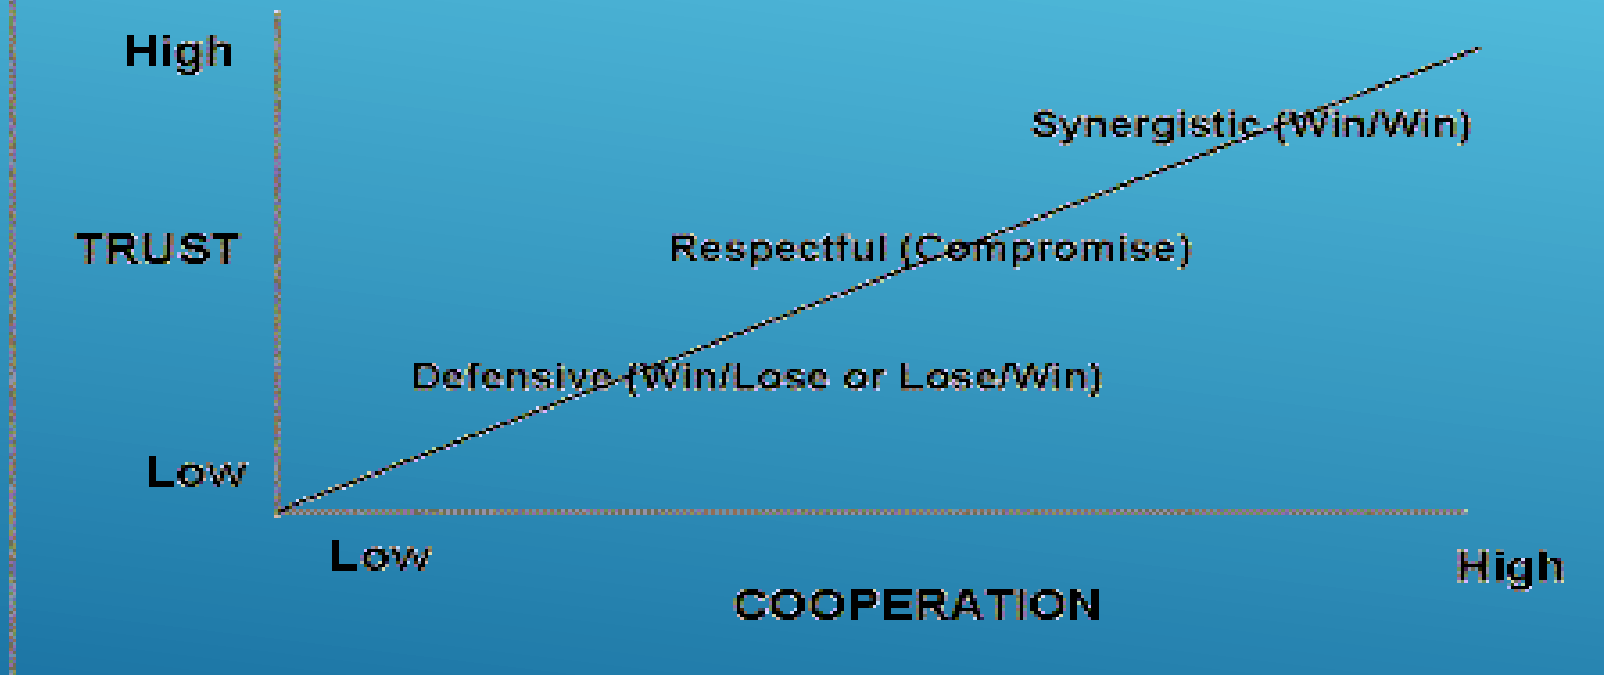 High
Synergistic (Win/Win)
TRUST
Respectful (Compromise)
Defensive (Win/Lose or Lose/Win)
Low
Low
High
COOPERATION